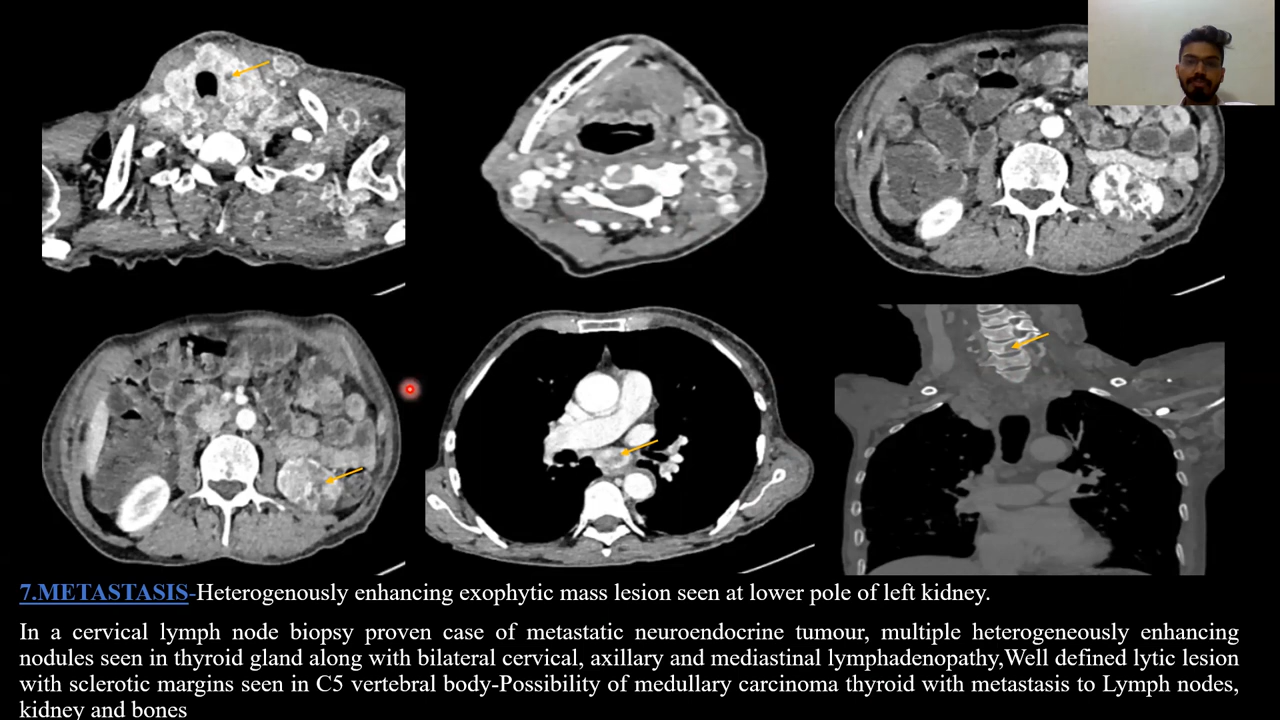 7.METASTASIS-Heterogenously enhancing exophytic mass lesion seen at lower pole of left kidney.
In a cervical lymph node biopsy proven case of metastatic neuroendocrine tumour, multiple heterogeneously enhancing
nodules seen in thyroid gland along with bilateral cervical, axillary and mediastinal lymphadenopathy,Well defined lytic lesion
with sclerotic margins seen in C5 vertebral body-Possibility of medullary carcinoma thyroid with metastasis to Lymph nodes,
kidney and bones